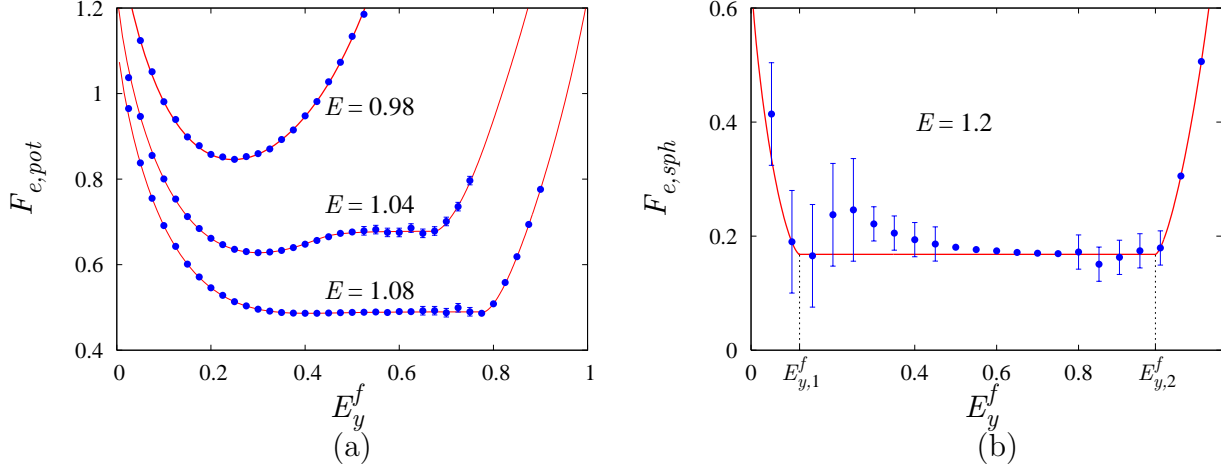 1.2
1
0.8
0.6
0.4
F_{e,pot}
E = 0.98
E = 1.04
E = 1.08
0 0.2 0.4 0.6 0.8 1
E_y^f
(a)
0.6
0.4
0.2
0
F_{e,sph}
E = 1.2
0 E_{y,1}^f 0.4 0.8 E_{y,2}^f
E_y^f
(b)